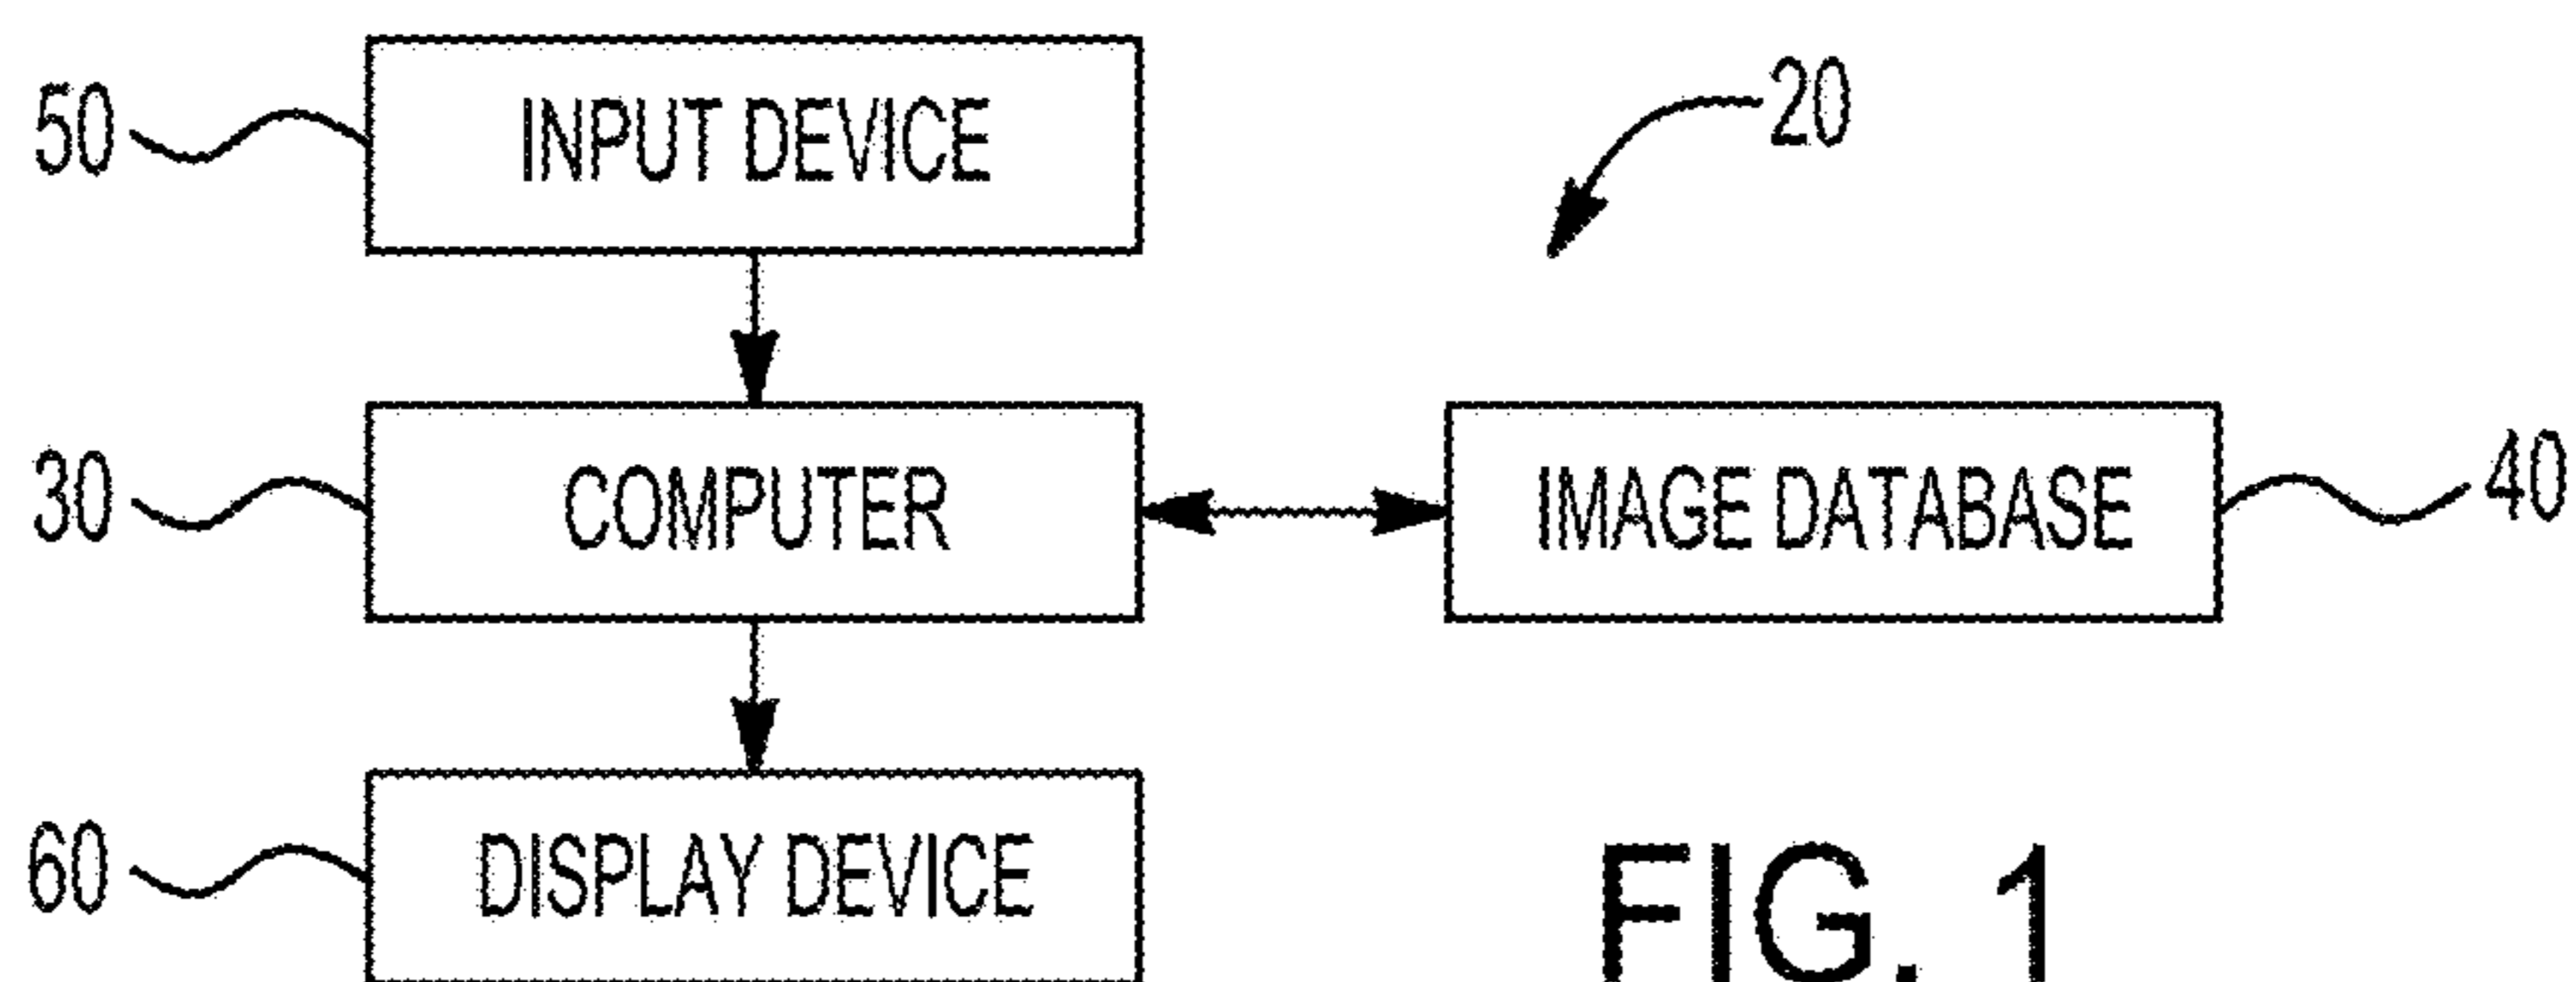 50 INPUT DEVICE
20
30 COMPUTER
IMAGE DATABASE 40
60 DISPLAY DEVICE
FIG. 1